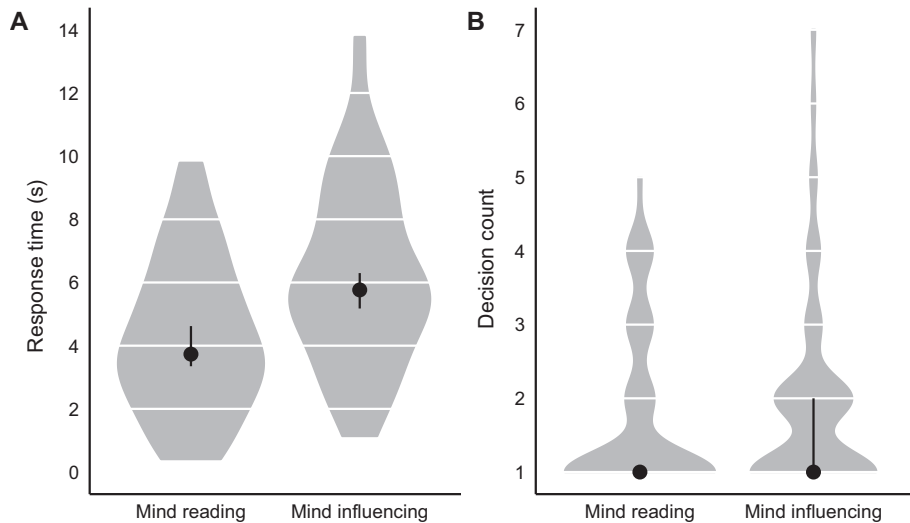 A
Response time (s)
14
12
10
8
6
4
2
0
Mind reading
Mind influencing
B
Decision count
7
6
5
4
3
2
1
Mind reading
Mind influencing